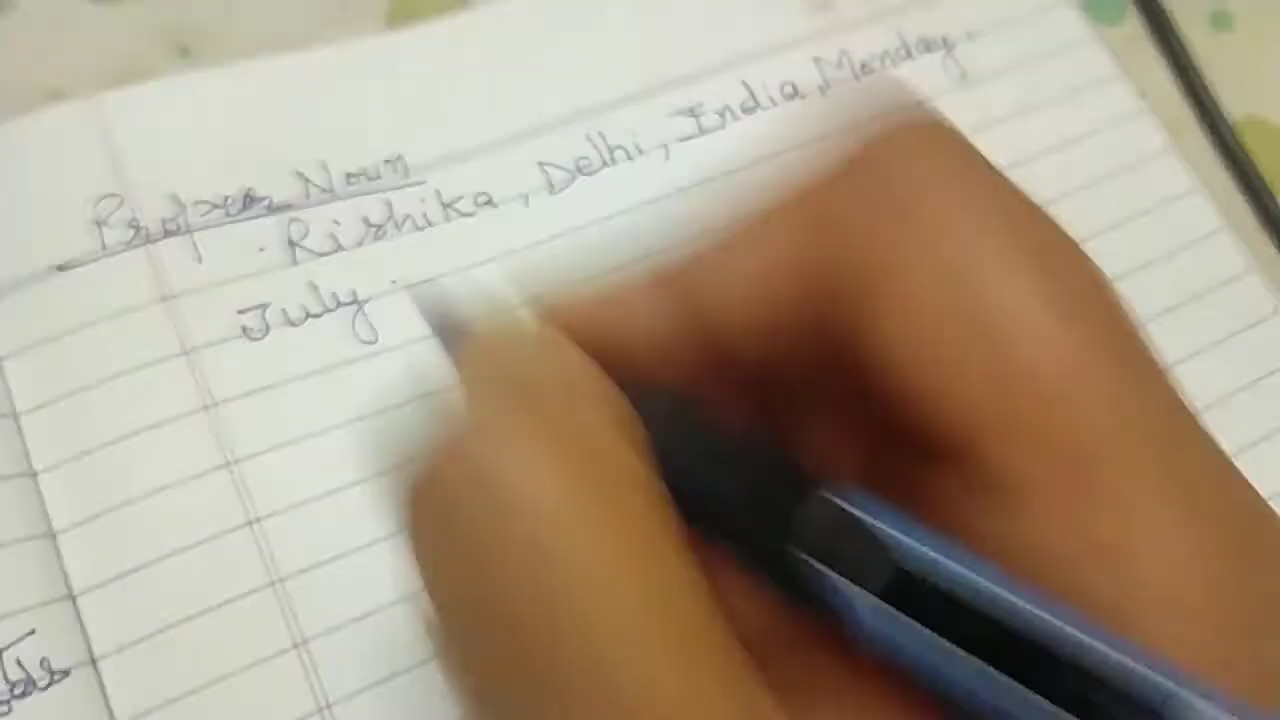 Proper Noun
. Rishika, Delhi, India, Monday.
July.